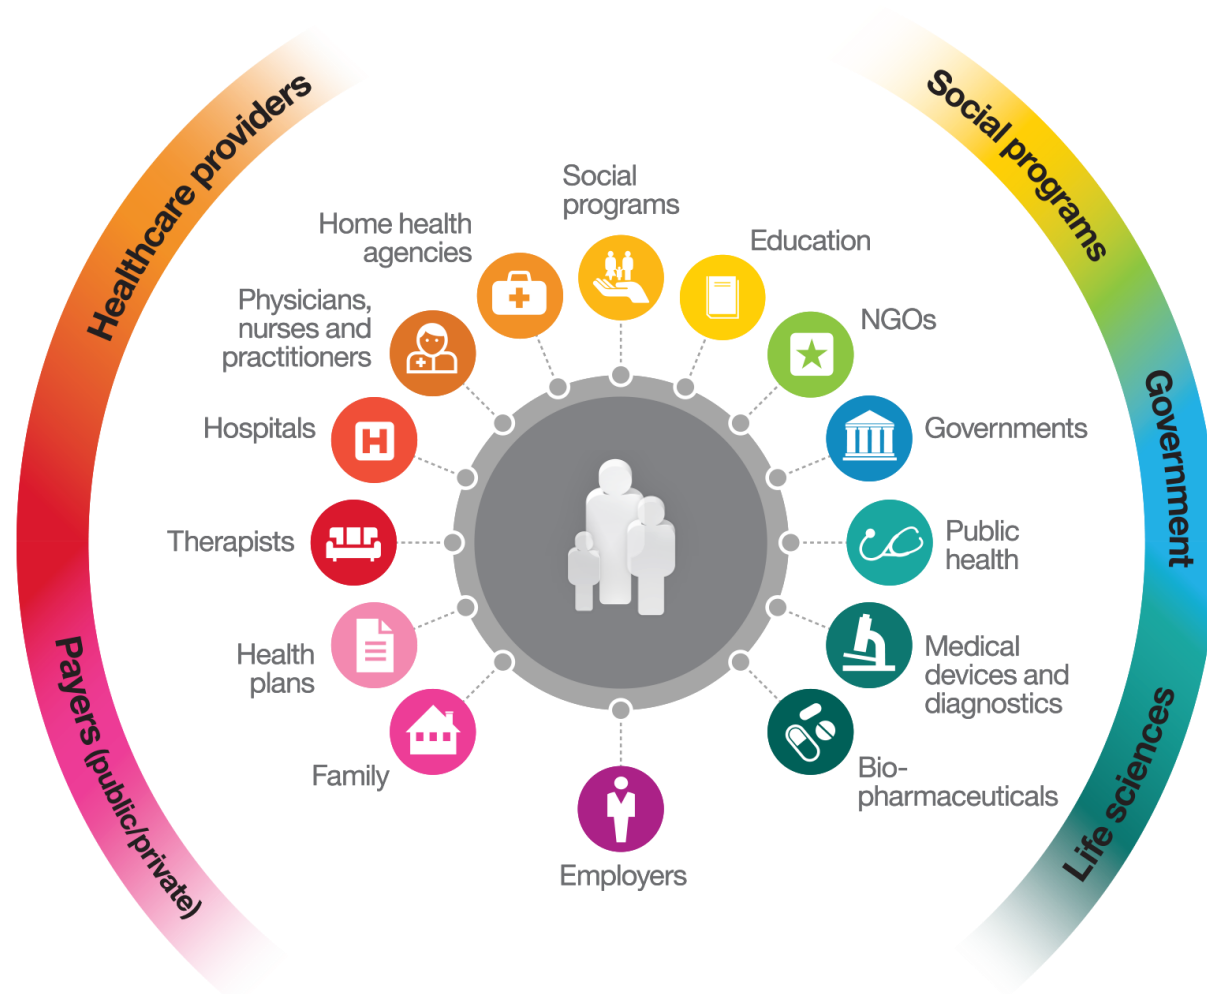 Healthcare providers
Social programs
Government
Life sciences
Payers (public/private)
Social
programs
Education
NGOs
Governments
Public
health
Medical
devices and
diagnostics
Bio-
pharmaceuticals
Employers
Family
Health
plans
Therapists
Hospitals
H
Physicians,
nurses and
practitioners
Home health
agencies